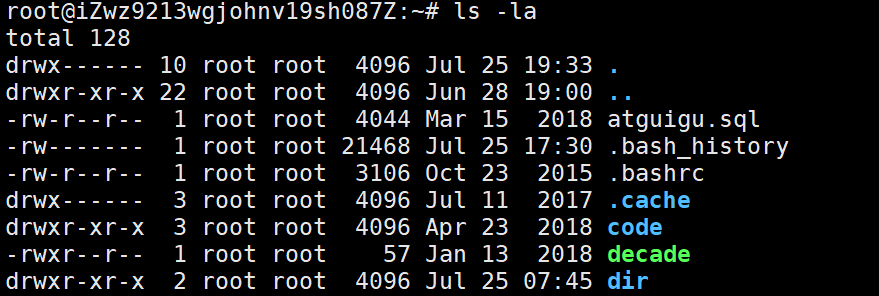 root@iZwz9213wgjohnv19sh087Z:~# ls -la
total 128
drwx------ 10 root root  4096 Jul 25 19:33 .
drwxr-xr-x 22 root root  4096 Jun 28 19:00 ..
-rw-r--r--  1 root root  4044 Mar 15  2018 atguigu.sql
-rw-------  1 root root 21468 Jul 25 17:30 .bash_history
-rw-r--r--  1 root root  3106 Oct 23  2015 .bashrc
drwx------  3 root root  4096 Jul 11  2017 .cache
drwxr-xr-x  3 root root  4096 Apr 23  2018 code
-rwxr--r--  1 root root    57 Jan 13  2018 decade
drwxr-xr-x  2 root root  4096 Jul 25 07:45 dir